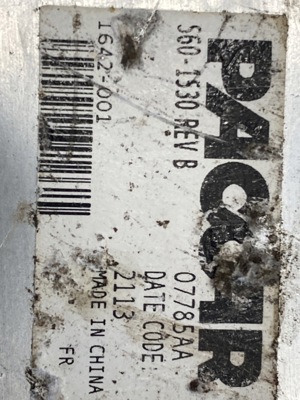 PACCAR
S60-1530 REV B 07785AA
DATE CODE:
2113
1642-001 MADE IN CHINA
FR